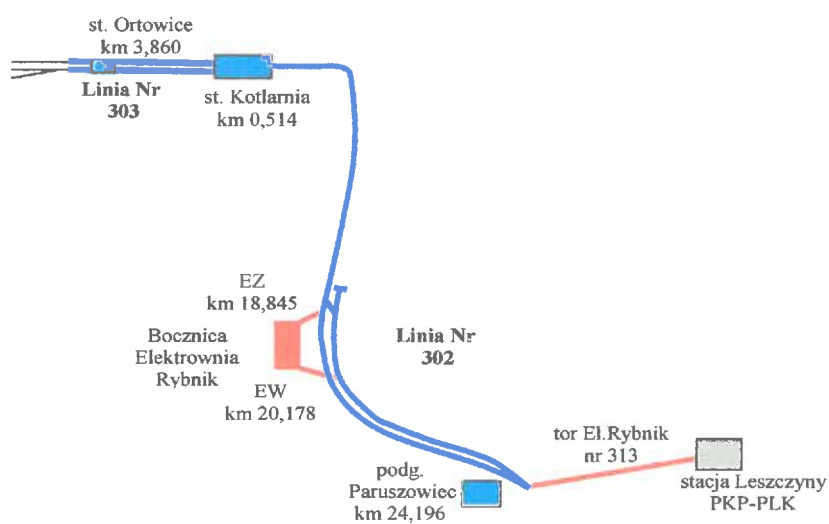 st. Ortowice
km 3,860
Linia Nr
303
st. Kotlarnia
km 0,514
EZ
km 18,845
Bocznica
Elektrownia
Rybnik
Linia Nr
302
EW
km 20,178
tor El.Rybnik
nr 313
podg.
Paruszowiec
km 24,196
stacja Leszczyny
PKP-PLK